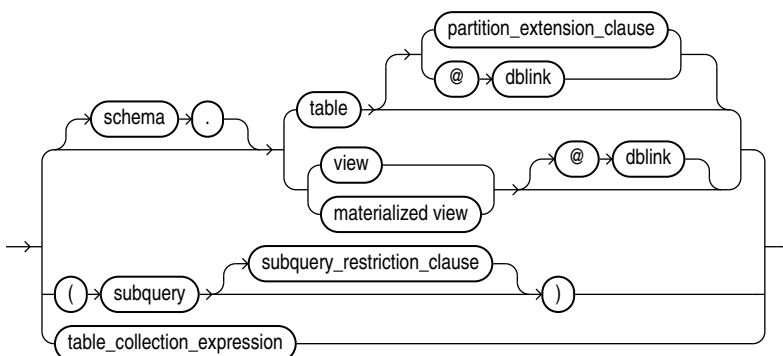 partition_extension_clause
@ dblink
schema .
table
view
@ dblink
materialized view
subquery_restriction_clause
( subquery )
table_collection_expression